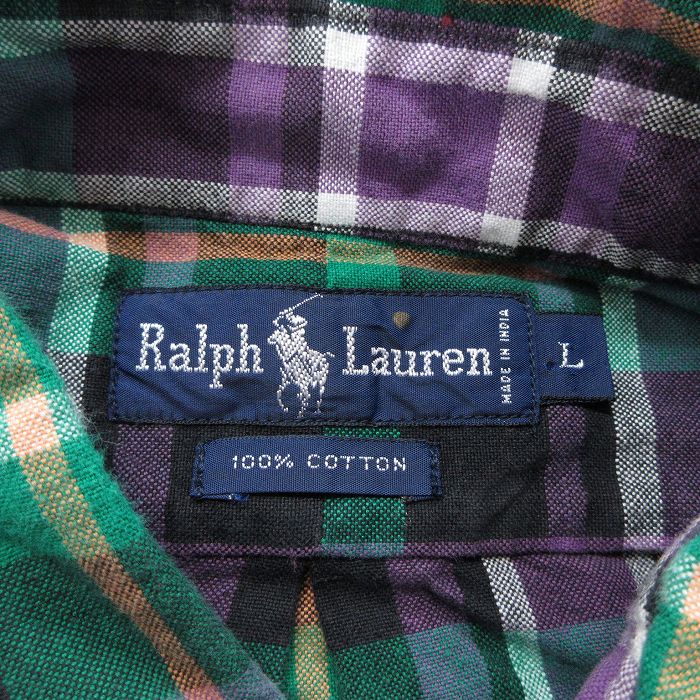 Ralph Lauren
MADE IN INDIA
L
100% COTTON